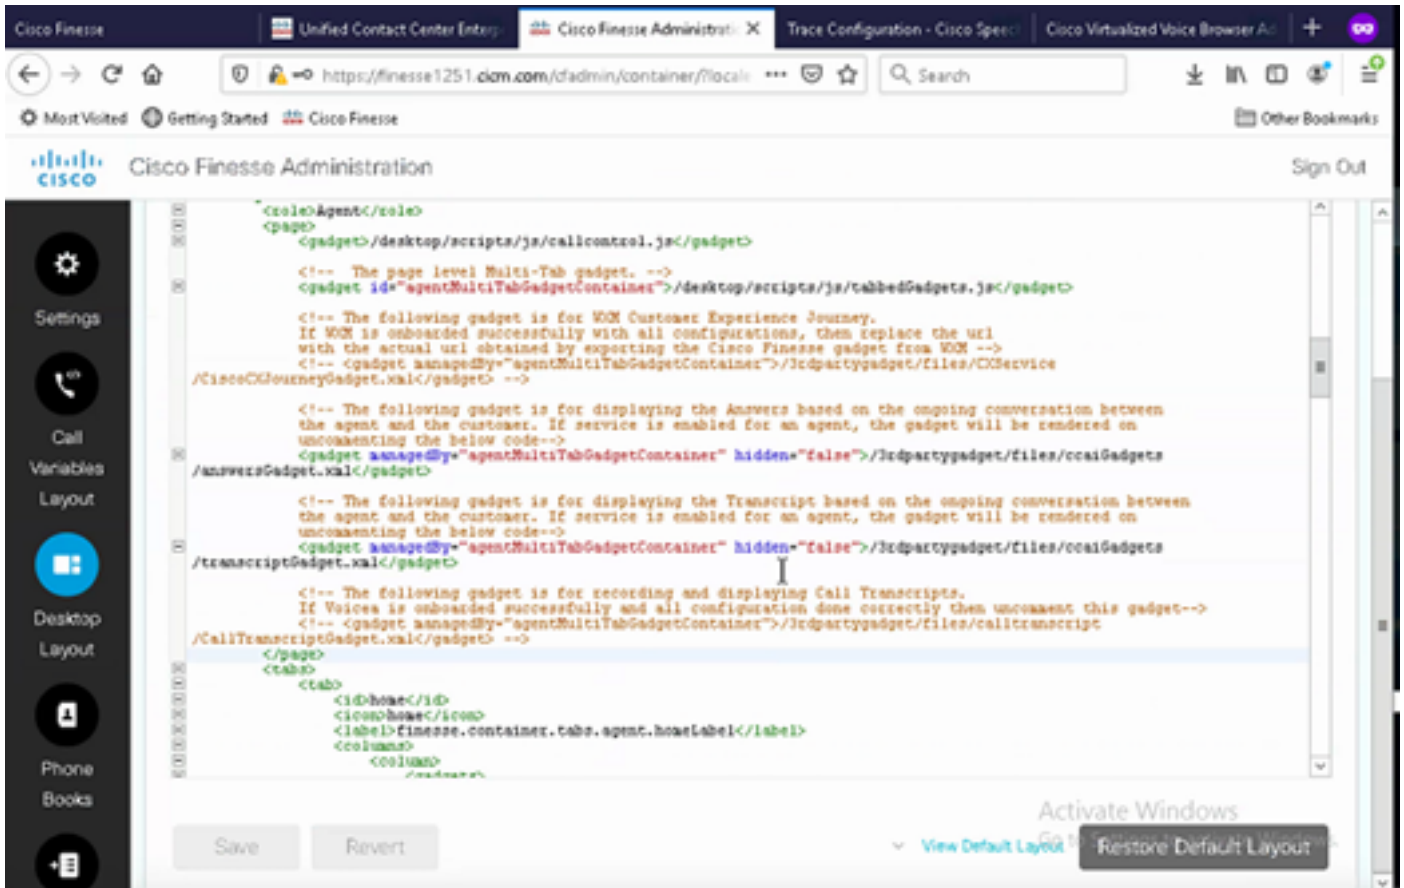 Cisco Finesse
Unified Contact Center Enterp
Cisco Finesse Administrati
Trace Configuration - Cisco Speec
Cisco Virtualized Voice Browser Ad
https://finesse1251.cicm.com/cfadmin/container/?locale
Search
Most Visited
Getting Started
Cisco Finesse
Other Bookmarks
CISCO
Cisco Finesse Administration
Sign Out
Settings
Call
Variables
Layout
Desktop
Layout
Phone
Books
<role>Agent</role>
<page>
<gadget>/desktop/scripts/js/callcontrol.js</gadget>
<!-- The page level Multi-Tab gadget. -->
<gadget id="agentMultiTabGadgetContainer">/desktop/scripts/js/tabbedGadgets.js</gadget>
<!-- The following gadget is for WXM Customer Experience Journey.
If WXM is onboarded successfully with all configurations, then replace the url
with the actual url obtained by exporting the Cisco Finesse gadget from WXM -->
<!-- <gadget managedBy="agentMultiTabGadgetContainer">/3rdpartygadget/files/CXService
/CiscoCXJourneyGadget.xml</gadget> -->
<!-- The following gadget is for displaying the Answers based on the ongoing conversation between
the agent and the customer. If service is enabled for an agent, the gadget will be rendered on
uncommenting the below code-->
<gadget managedBy="agentMultiTabGadgetContainer" hidden="false">/3rdpartygadget/files/ccaiGadgets
/answersGadget.xml</gadget>
<!-- The following gadget is for displaying the Transcript based on the ongoing conversation between
the agent and the customer. If service is enabled for an agent, the gadget will be rendered on
uncommenting the below code-->
<gadget managedBy="agentMultiTabGadgetContainer" hidden="false">/3rdpartygadget/files/ccaiGadgets
/transcriptGadget.xml</gadget>
<!-- The following gadget is for recording and displaying Call Transcripts.
If Voicea is onboarded successfully and all configuration done correctly then uncomment this gadget-->
<!-- <gadget managedBy="agentMultiTabGadgetContainer">/3rdpartygadget/files/calltranscript
/CallTranscriptGadget.xml</gadget> -->
</page>
<tabs>
<tab>
<id>home</id>
<icon>home</icon>
<label>finesse.container.tabs.agent.homeLabel</label>
<columns>
<column>
<gadgets>
Save
Revert
Activate Windows
View Default Layout
Restore Default Layout